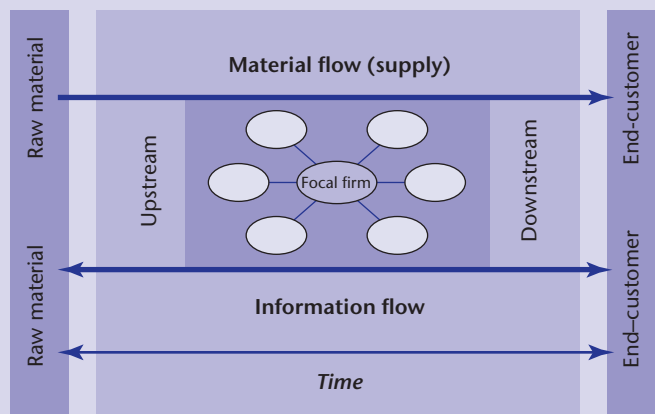 Raw material
Material flow (supply)
End-customer
Upstream
Focal firm
Downstream
Raw material
Information flow
End–customer
Time